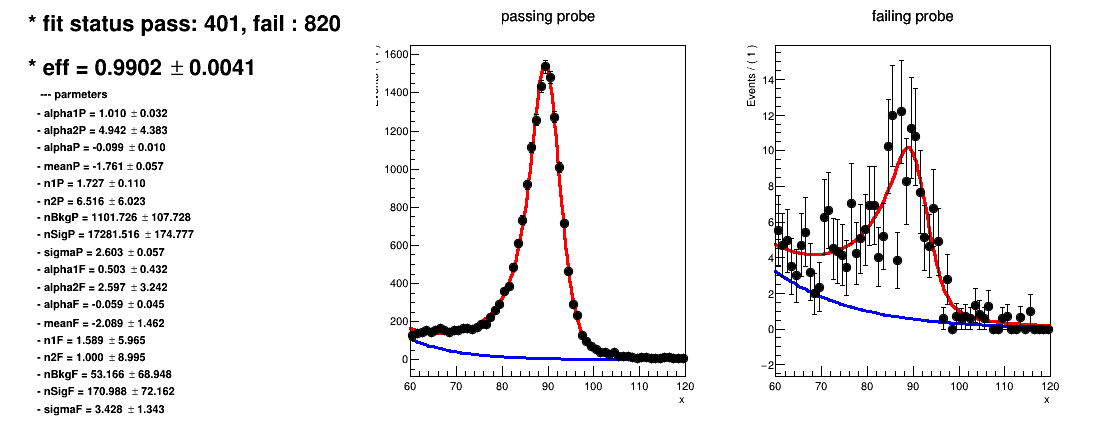 * fit status pass: 401, fail : 820
* eff = 0.9902 ± 0.0041
--- parmeters
- alpha1P = 1.010 ± 0.032
- alpha2P = 4.942 ± 4.383
- alphaP = -0.099 ± 0.010
- meanP = -1.761 ± 0.057
- n1P = 1.727 ± 0.110
- n2P = 6.516 ± 6.023
- nBkgP = 1101.726 ± 107.728
- nSigP = 17281.516 ± 174.777
- sigmaP = 2.603 ± 0.057
- alpha1F = 0.503 ± 0.432
- alpha2F = 2.597 ± 3.242
- alphaF = -0.059 ± 0.045
- meanF = -2.089 ± 1.462
- n1F = 1.589 ± 5.965
- n2F = 1.000 ± 8.995
- nBkgF = 53.166 ± 68.948
- nSigF = 170.988 ± 72.162
- sigmaF = 3.428 ± 1.343
passing probe
1600
1400
1200
1000
800
600
400
200
0
60 70 80 90 100 110 120
x
failing probe
Events / ( 1 )
14
12
10
8
6
4
2
0
−2
60 70 80 90 100 110 120
x